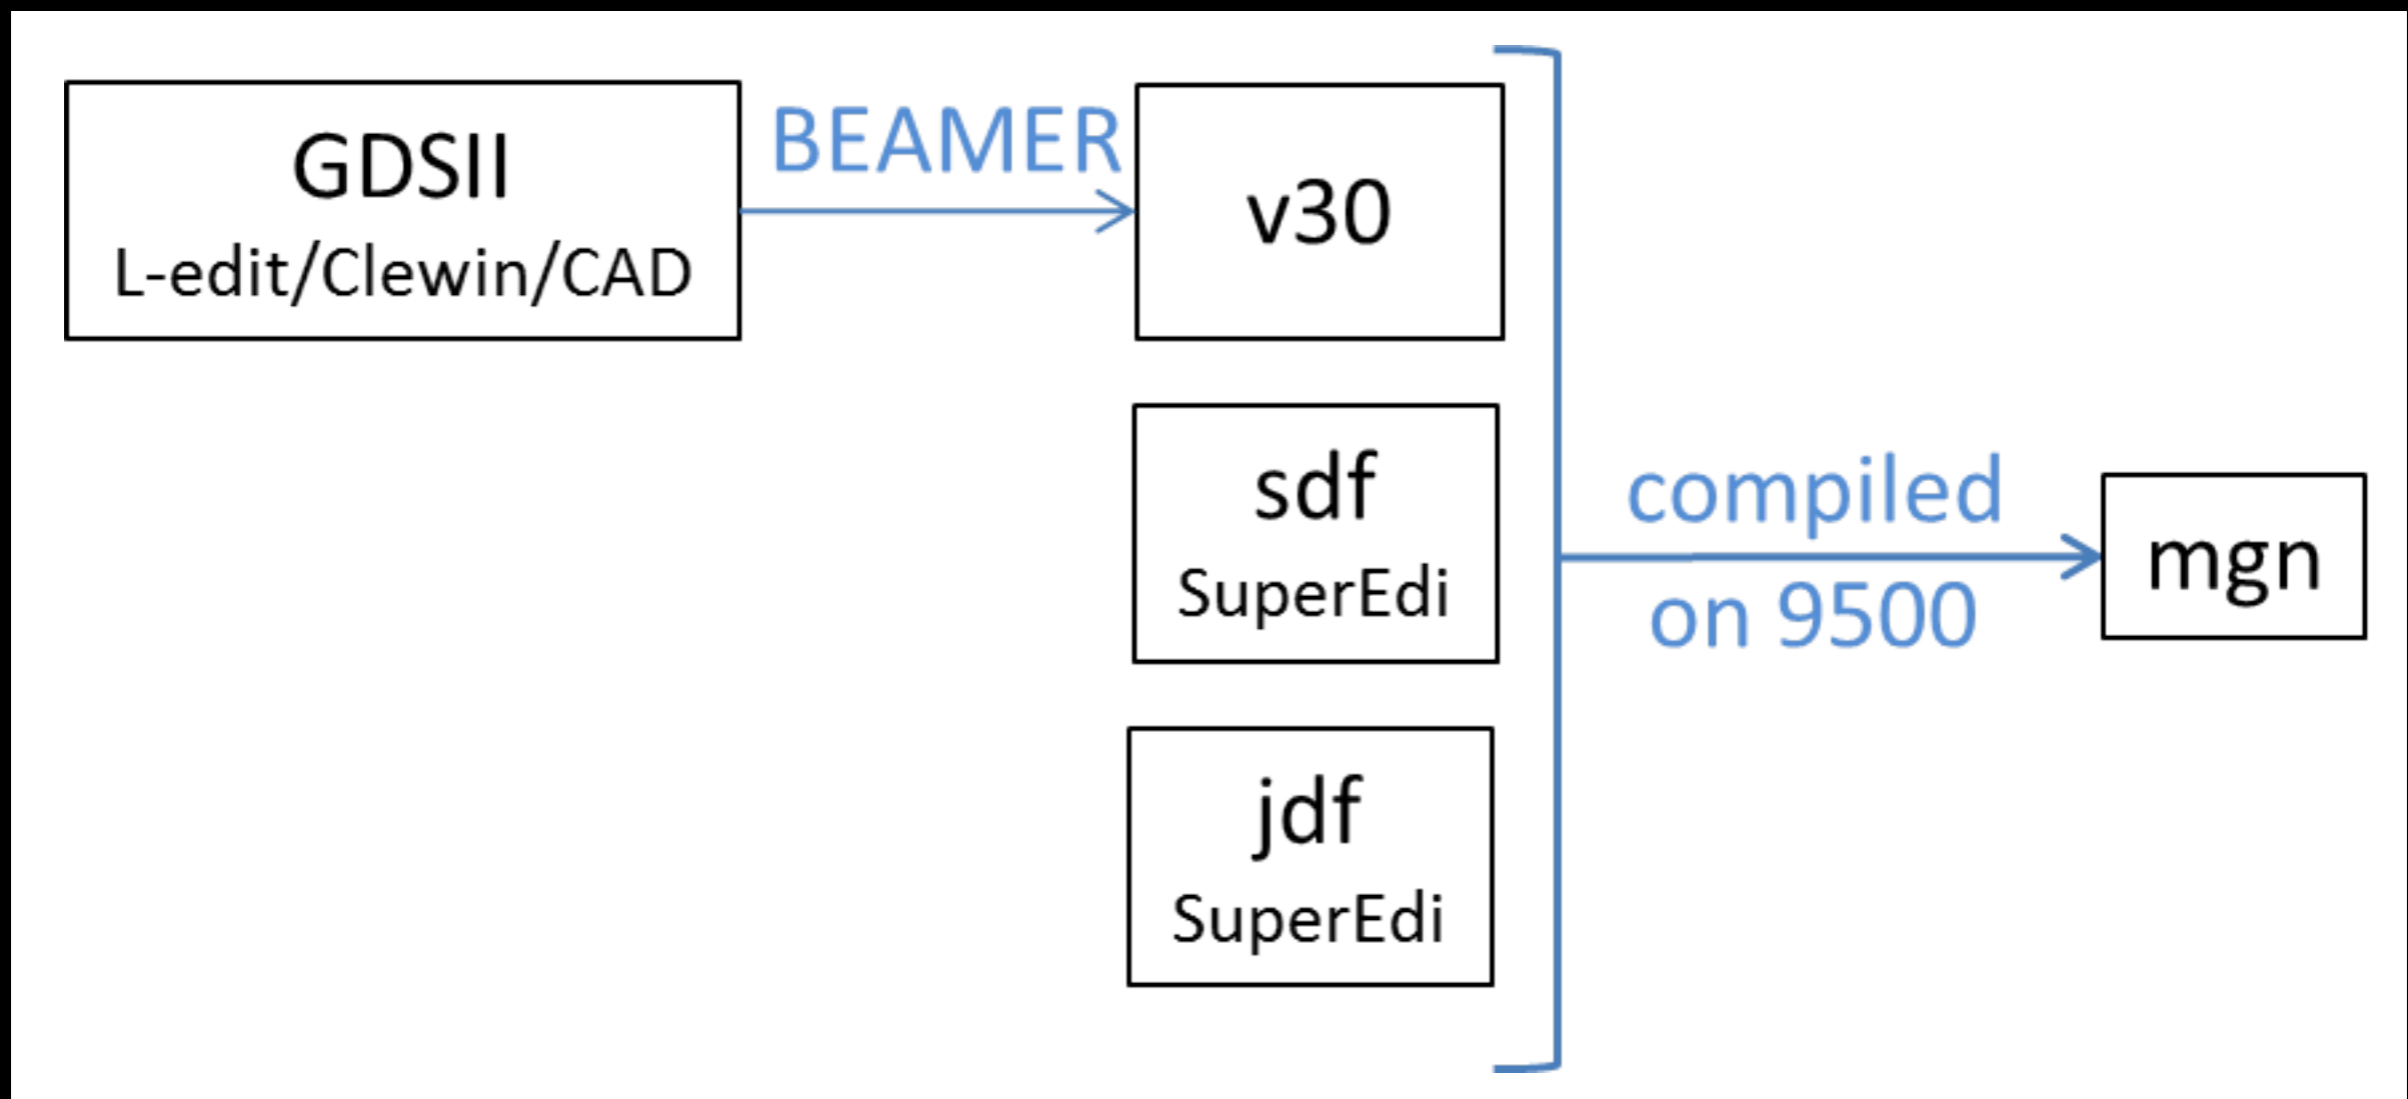 GDSII
L-edit/Clewin/CAD
BEAMER
v30
sdf
SuperEdi
jdf
SuperEdi
compiled
on 9500
mgn